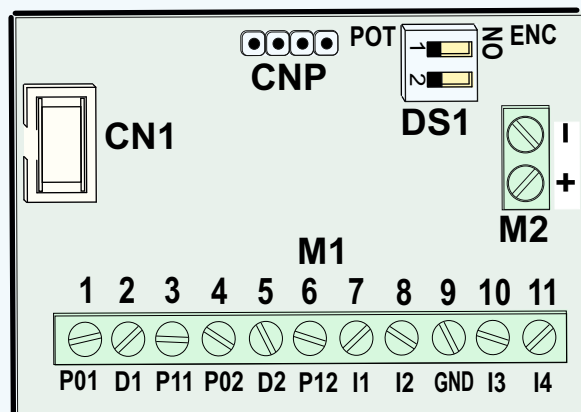 POT 1 NO ENC
2
CNP
DS1
CN1
-
+
M2
M1
1 2 3 4 5 6 7 8 9 10 11
P01 D1 P11 P02 D2 P12 I1 I2 GND I3 I4